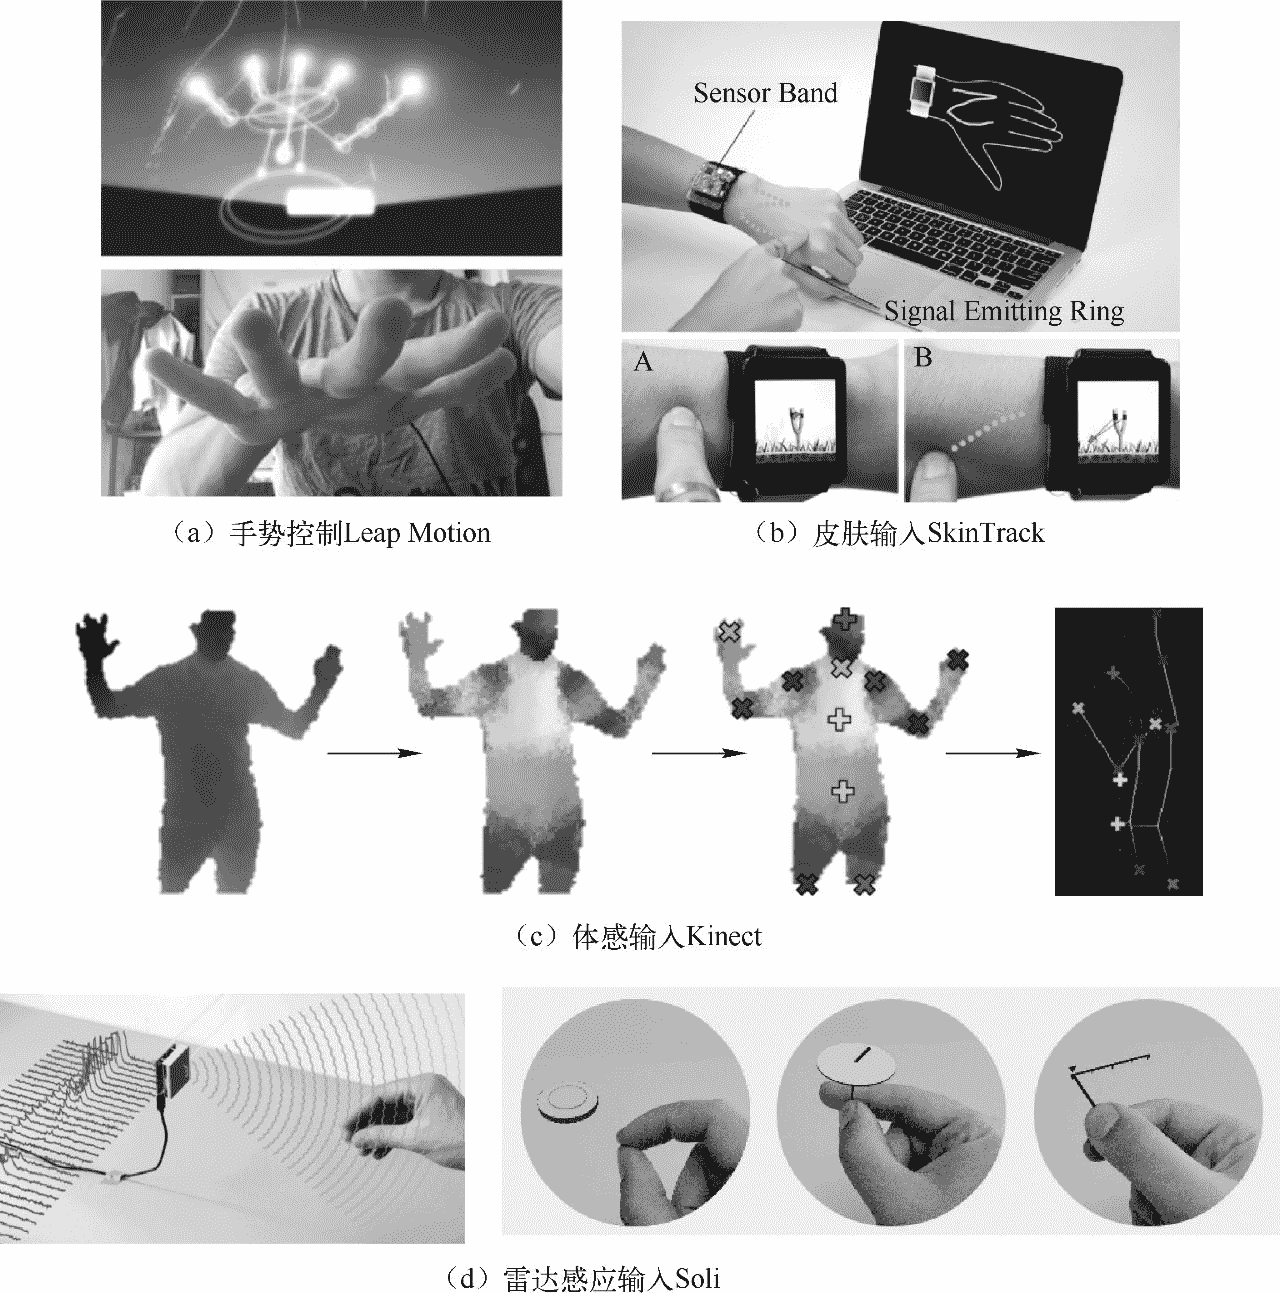 Sensor Band
Signal Emitting Ring
A
B
（a）手势控制Leap Motion
（b）皮肤输入SkinTrack
（c）体感输入Kinect
（d）雷达感应输入Soli